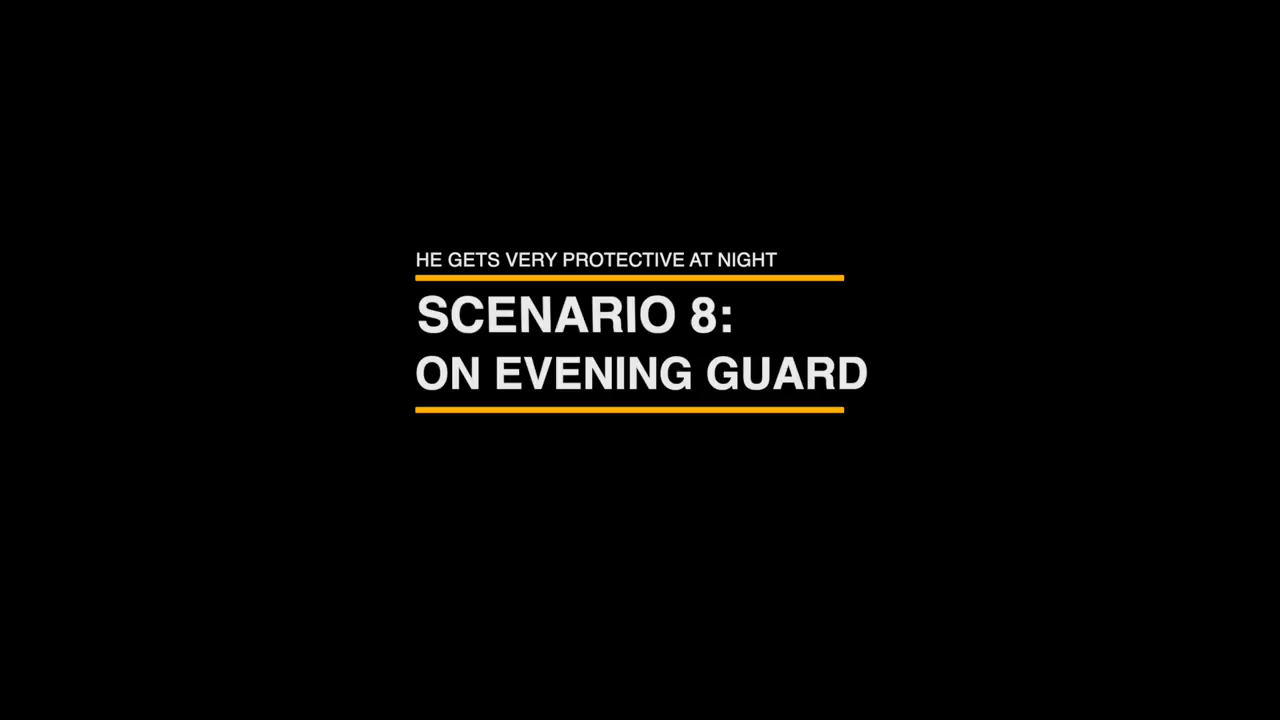 HE GETS VERY PROTECTIVE AT NIGHT
SCENARIO 8:
ON EVENING GUARD